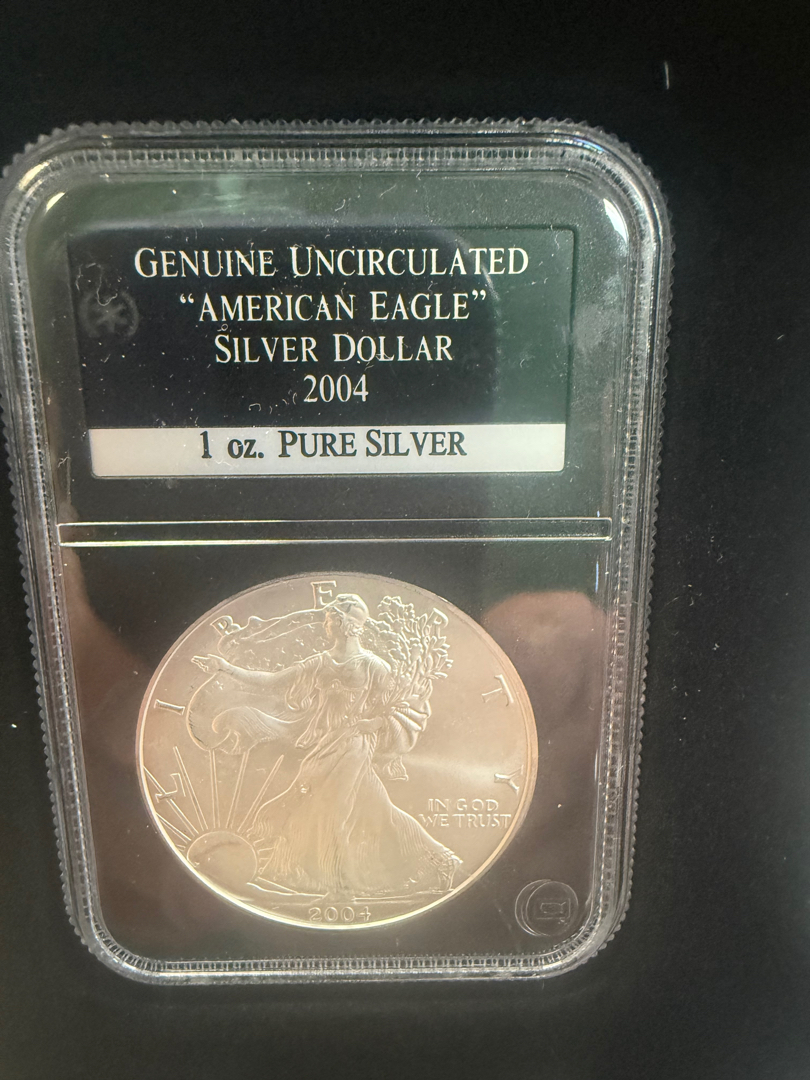 GENUINE UNCIRCULATED
“AMERICAN EAGLE”
SILVER DOLLAR
2004
1 oz. PURE SILVER
LIBERTY
IN GOD
WE TRUST
2004